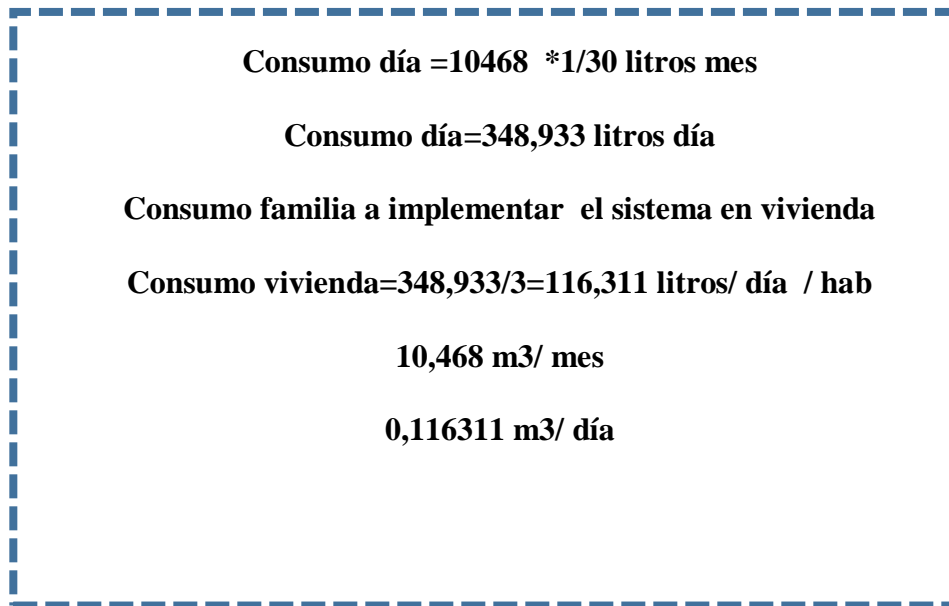 Consumo día =10468 *1/30 litros mes
Consumo día=348,933 litros día
Consumo familia a implementar el sistema en vivienda
Consumo vivienda=348,933/3=116,311 litros/ día / hab
10,468 m3/ mes
0,116311 m3/ día